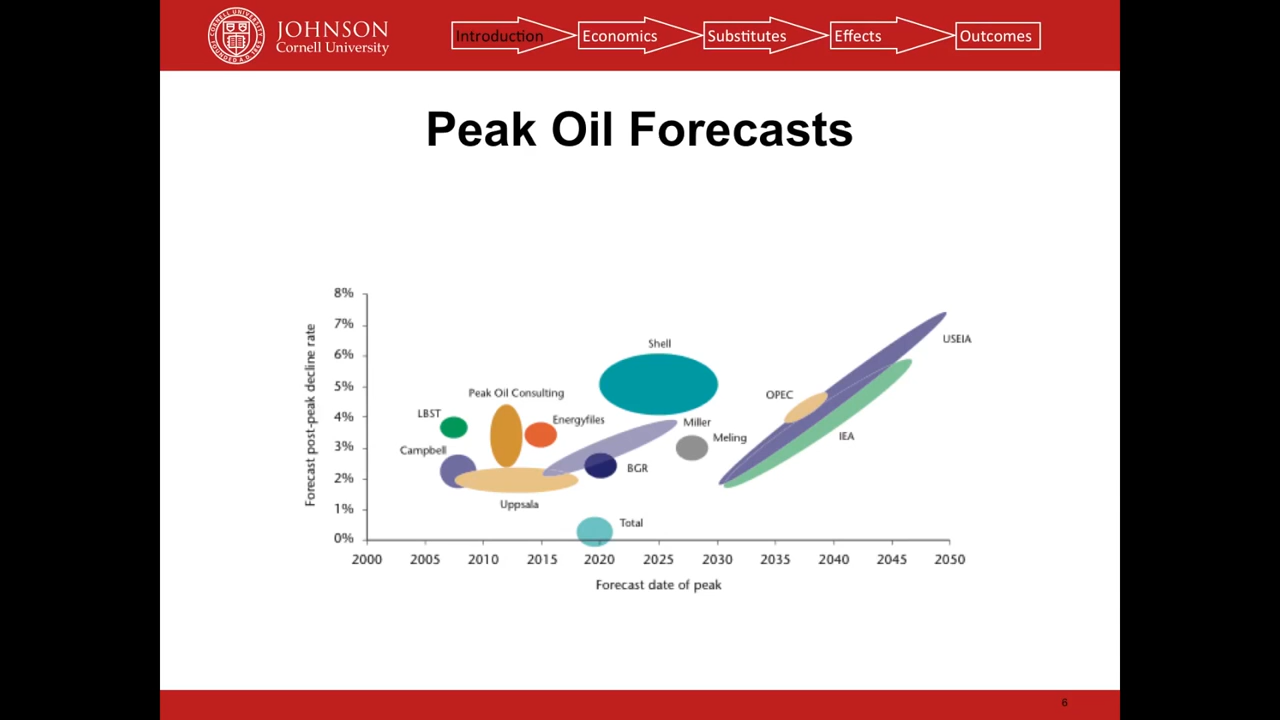 JOHNSON
Cornell University
Introduction
Economics
Substitutes
Effects
Outcomes
Peak Oil Forecasts
8%
7%
6%
5%
4%
3%
2%
1%
0%
Forecast post-peak decline rate
USEIA
Shell
Peak Oil Consulting
OPEC
LBST
Energyfiles
Miller
Meling
IEA
Campbell
BGR
Uppsala
Total
2000 2005 2010 2015 2020 2025 2030 2035 2040 2045 2050
Forecast date of peak
6